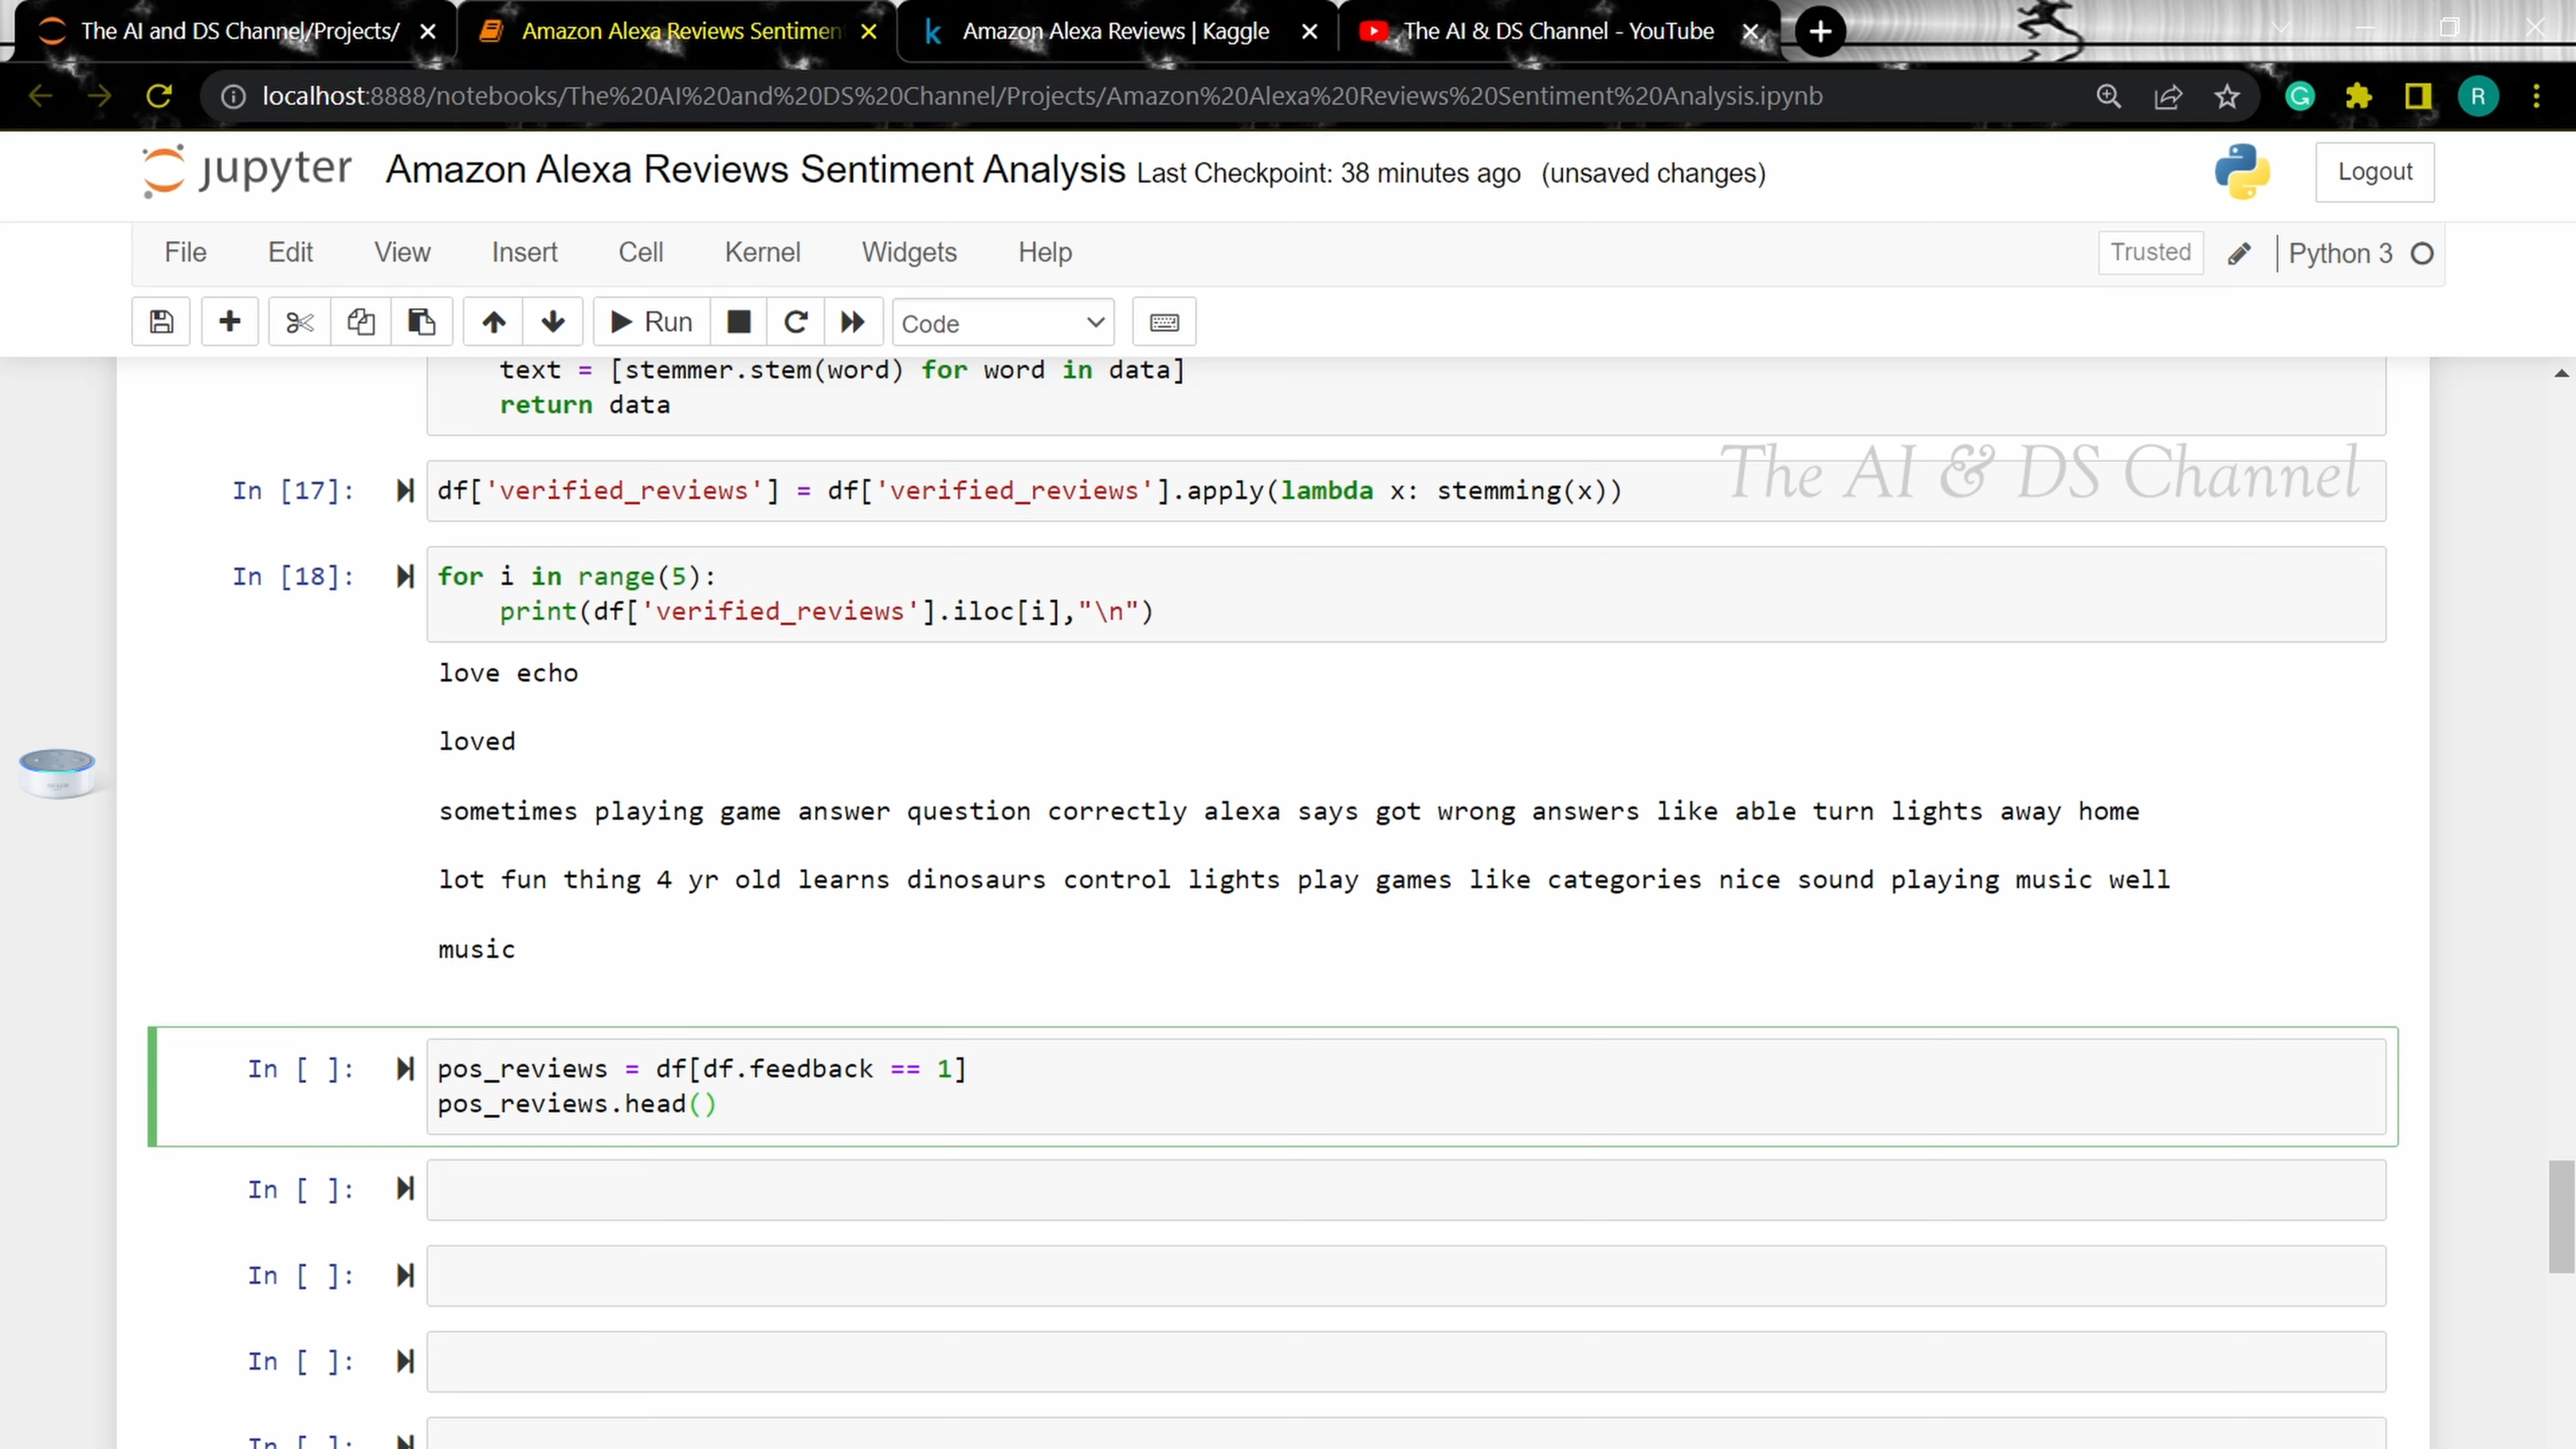 The AI and DS Channel/Projects/
Amazon Alexa Reviews Sentimen
Amazon Alexa Reviews | Kaggle
The AI & DS Channel - YouTube
localhost:8888/notebooks/The%20AI%20and%20DS%20Channel/Projects/Amazon%20Alexa%20Reviews%20Sentiment%20Analysis.ipynb
R
jupyter Amazon Alexa Reviews Sentiment Analysis Last Checkpoint: 38 minutes ago (unsaved changes)
Logout
File Edit View Insert Cell Kernel Widgets Help
Trusted
Python 3
Run
Code
text = [stemmer.stem(word) for word in data]
return data
The AI & DS Channel
In [17]: df['verified_reviews'] = df['verified_reviews'].apply(lambda x: stemming(x))
In [18]: for i in range(5):
print(df['verified_reviews'].iloc[i],"\n")
love echo
loved
sometimes playing game answer question correctly alexa says got wrong answers like able turn lights away home
lot fun thing 4 yr old learns dinosaurs control lights play games like categories nice sound playing music well
music
In [ ]: pos_reviews = df[df.feedback == 1]
pos_reviews.head()
In [ ]:
In [ ]:
In [ ]:
In [ ]: